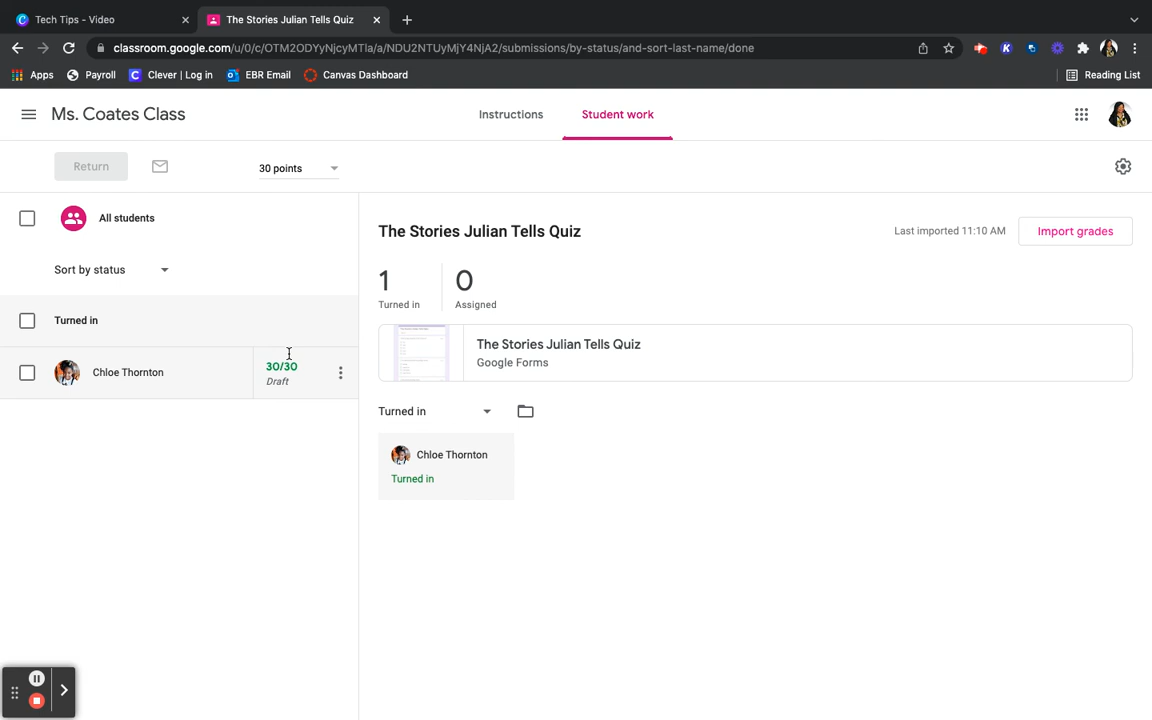 Tech Tips - Video
The Stories Julian Tells Quiz
classroom.google.com/u/0/c/OTM2ODYyNjcyMTla/a/NDU2NTUyMjY4NjA2/submissions/by-status/and-sort-last-name/done
Apps
Payroll
Clever | Log in
EBR Email
Canvas Dashboard
Reading List
Ms. Coates Class
Instructions
Student work
Return
30 points
All students
Sort by status
Turned in
Chloe Thornton
30/30
Draft
The Stories Julian Tells Quiz
Last imported 11:10 AM
Import grades
1
Turned in
0
Assigned
The Stories Julian Tells Quiz
Google Forms
Turned in
Chloe Thornton
Turned in